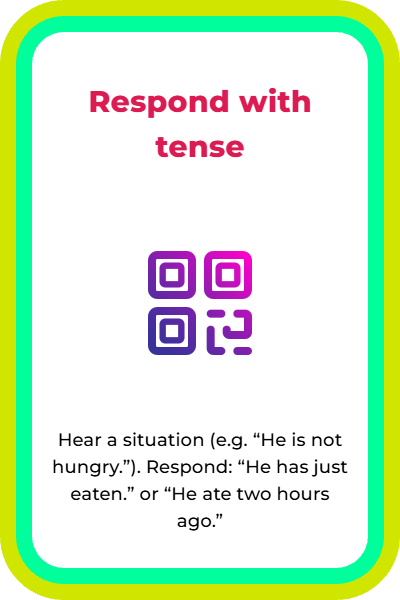 Respond with
tense
Hear a situation (e.g. “He is not
hungry.”). Respond: “He has just
eaten.” or “He ate two hours
ago.”